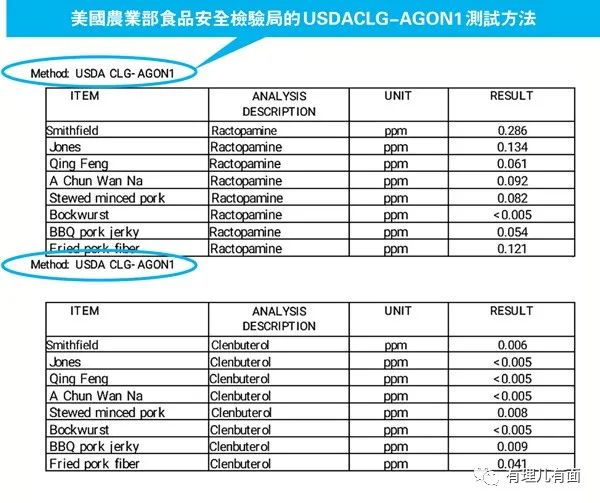 美國農業部食品安全檢驗局的USDACLG-AGON1測試方法
Method: USDA CLG-AGON1
ITEM ANALYSIS DESCRIPTION UNIT RESULT
Smithfield Ractopamine ppm 0.286
Jones Ractopamine ppm 0.134
Qing Feng Ractopamine ppm 0.061
A Chun Wan Na Ractopamine ppm 0.092
Stewed minced pork Ractopamine ppm 0.082
Bockwurst Ractopamine ppm <0.005
BBQ pork jerky Ractopamine ppm 0.054
Fried pork fiber Ractopamine ppm 0.121
Method: USDA CLG-AGON1
ITEM ANALYSIS DESCRIPTION UNIT RESULT
Smithfield Clenbuterol ppm 0.006
Jones Clenbuterol ppm <0.005
Qing Feng Clenbuterol ppm <0.005
A Chun Wan Na Clenbuterol ppm <0.005
Stewed minced pork Clenbuterol ppm 0.008
Bockwurst Clenbuterol ppm <0.005
BBQ pork jerky Clenbuterol ppm 0.009
Fried pork fiber Clenbuterol ppm 0.041
有理儿有面